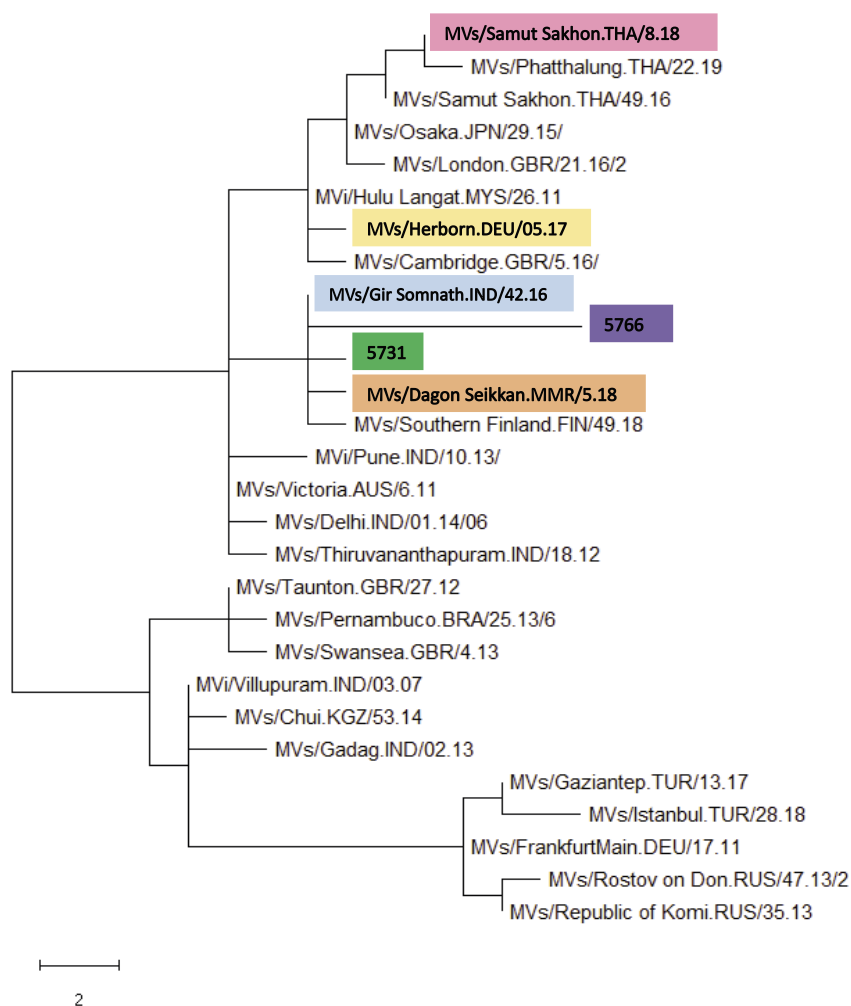 MVs/Samut Sakhon.THA/8.18
MVs/Phatthalung.THA/22.19
MVs/Samut Sakhon.THA/49.16
MVs/Osaka.JPN/29.15/
MVs/London.GBR/21.16/2
MVi/Hulu Langat.MYS/26.11
MVs/Herborn.DEU/05.17
MVs/Cambridge.GBR/5.16/
MVs/Gir Somnath.IND/42.16
5766
5731
MVs/Dagon Seikkan.MMR/5.18
MVs/Southern Finland.FIN/49.18
MVi/Pune.IND/10.13/
MVs/Victoria.AUS/6.11
MVs/Delhi.IND/01.14/06
MVs/Thiruvananthapuram.IND/18.12
MVs/Taunton.GBR/27.12
MVs/Pernambuco.BRA/25.13/6
MVs/Swansea.GBR/4.13
MVi/Villupuram.IND/03.07
MVs/Chui.KGZ/53.14
MVs/Gadag.IND/02.13
MVs/Gaziantep.TUR/13.17
MVs/Istanbul.TUR/28.18
MVs/FrankfurtMain.DEU/17.11
MVs/Rostov on Don.RUS/47.13/2
MVs/Republic of Komi.RUS/35.13
2